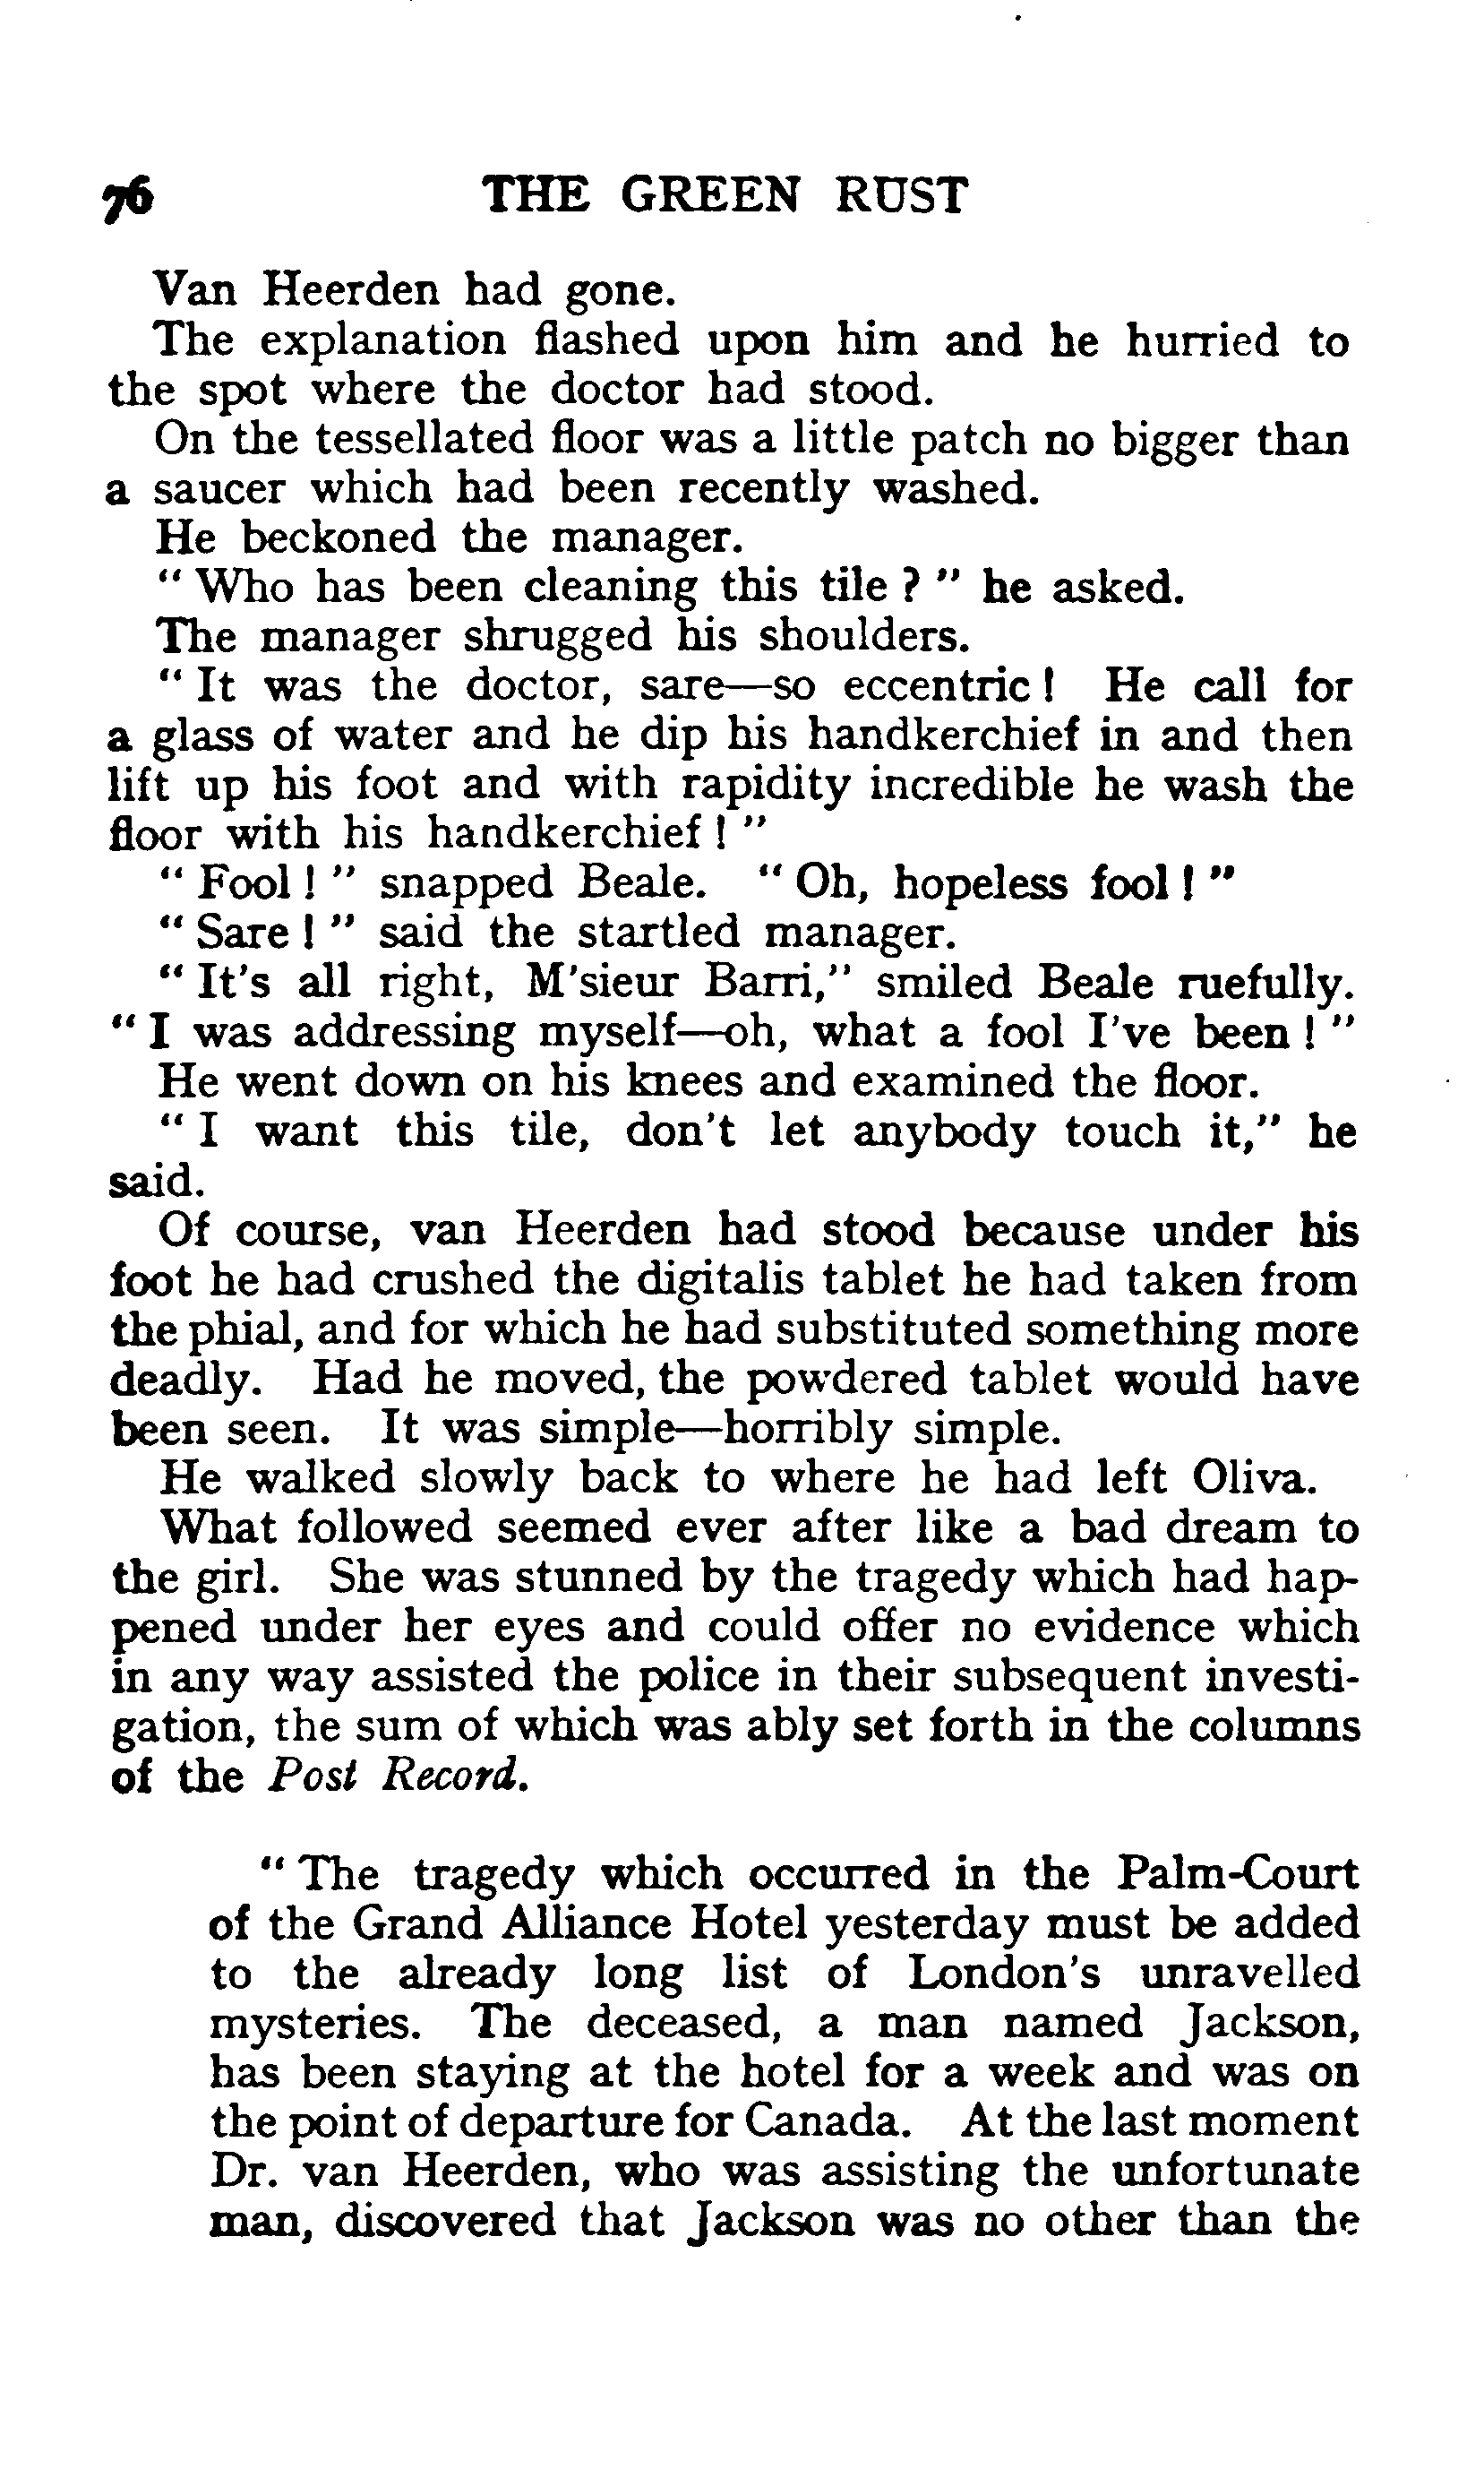 76 THE GREEN RUST
Van Heerden had gone.
The explanation flashed upon him and he hurried to
the spot where the doctor had stood.
On the tessellated floor was a little patch no bigger than
a saucer which had been recently washed.
He beckoned the manager.
" Who has been cleaning this tile ? " he asked.
The manager shrugged his shoulders.
" It was the doctor, sare—so eccentric ! He call for
a glass of water and he dip his handkerchief in and then
lift up his foot and with rapidity incredible he wash the
floor with his handkerchief ! "
" Fool ! " snapped Beale. " Oh, hopeless fool ! "
" Sare ! " said the startled manager.
" It's all right, M'sieur Barri," smiled Beale ruefully.
" I was addressing myself—oh, what a fool I've been ! "
He went down on his knees and examined the floor.
" I want this tile, don't let anybody touch it," he
said.
Of course, van Heerden had stood because under his
foot he had crushed the digitalis tablet he had taken from
the phial, and for which he had substituted something more
deadly. Had he moved, the powdered tablet would have
been seen. It was simple—horribly simple.
He walked slowly back to where he had left Oliva.
What followed seemed ever after like a bad dream to
the girl. She was stunned by the tragedy which had hap-
pened under her eyes and could offer no evidence which
in any way assisted the police in their subsequent investi-
gation, the sum of which was ably set forth in the columns
of the Post Record.
" The tragedy which occurred in the Palm-Court
of the Grand Alliance Hotel yesterday must be added
to the already long list of London's unravelled
mysteries. The deceased, a man named Jackson,
has been staying at the hotel for a week and was on
the point of departure for Canada. At the last moment
Dr. van Heerden, who was assisting the unfortunate
man, discovered that Jackson was no other than the